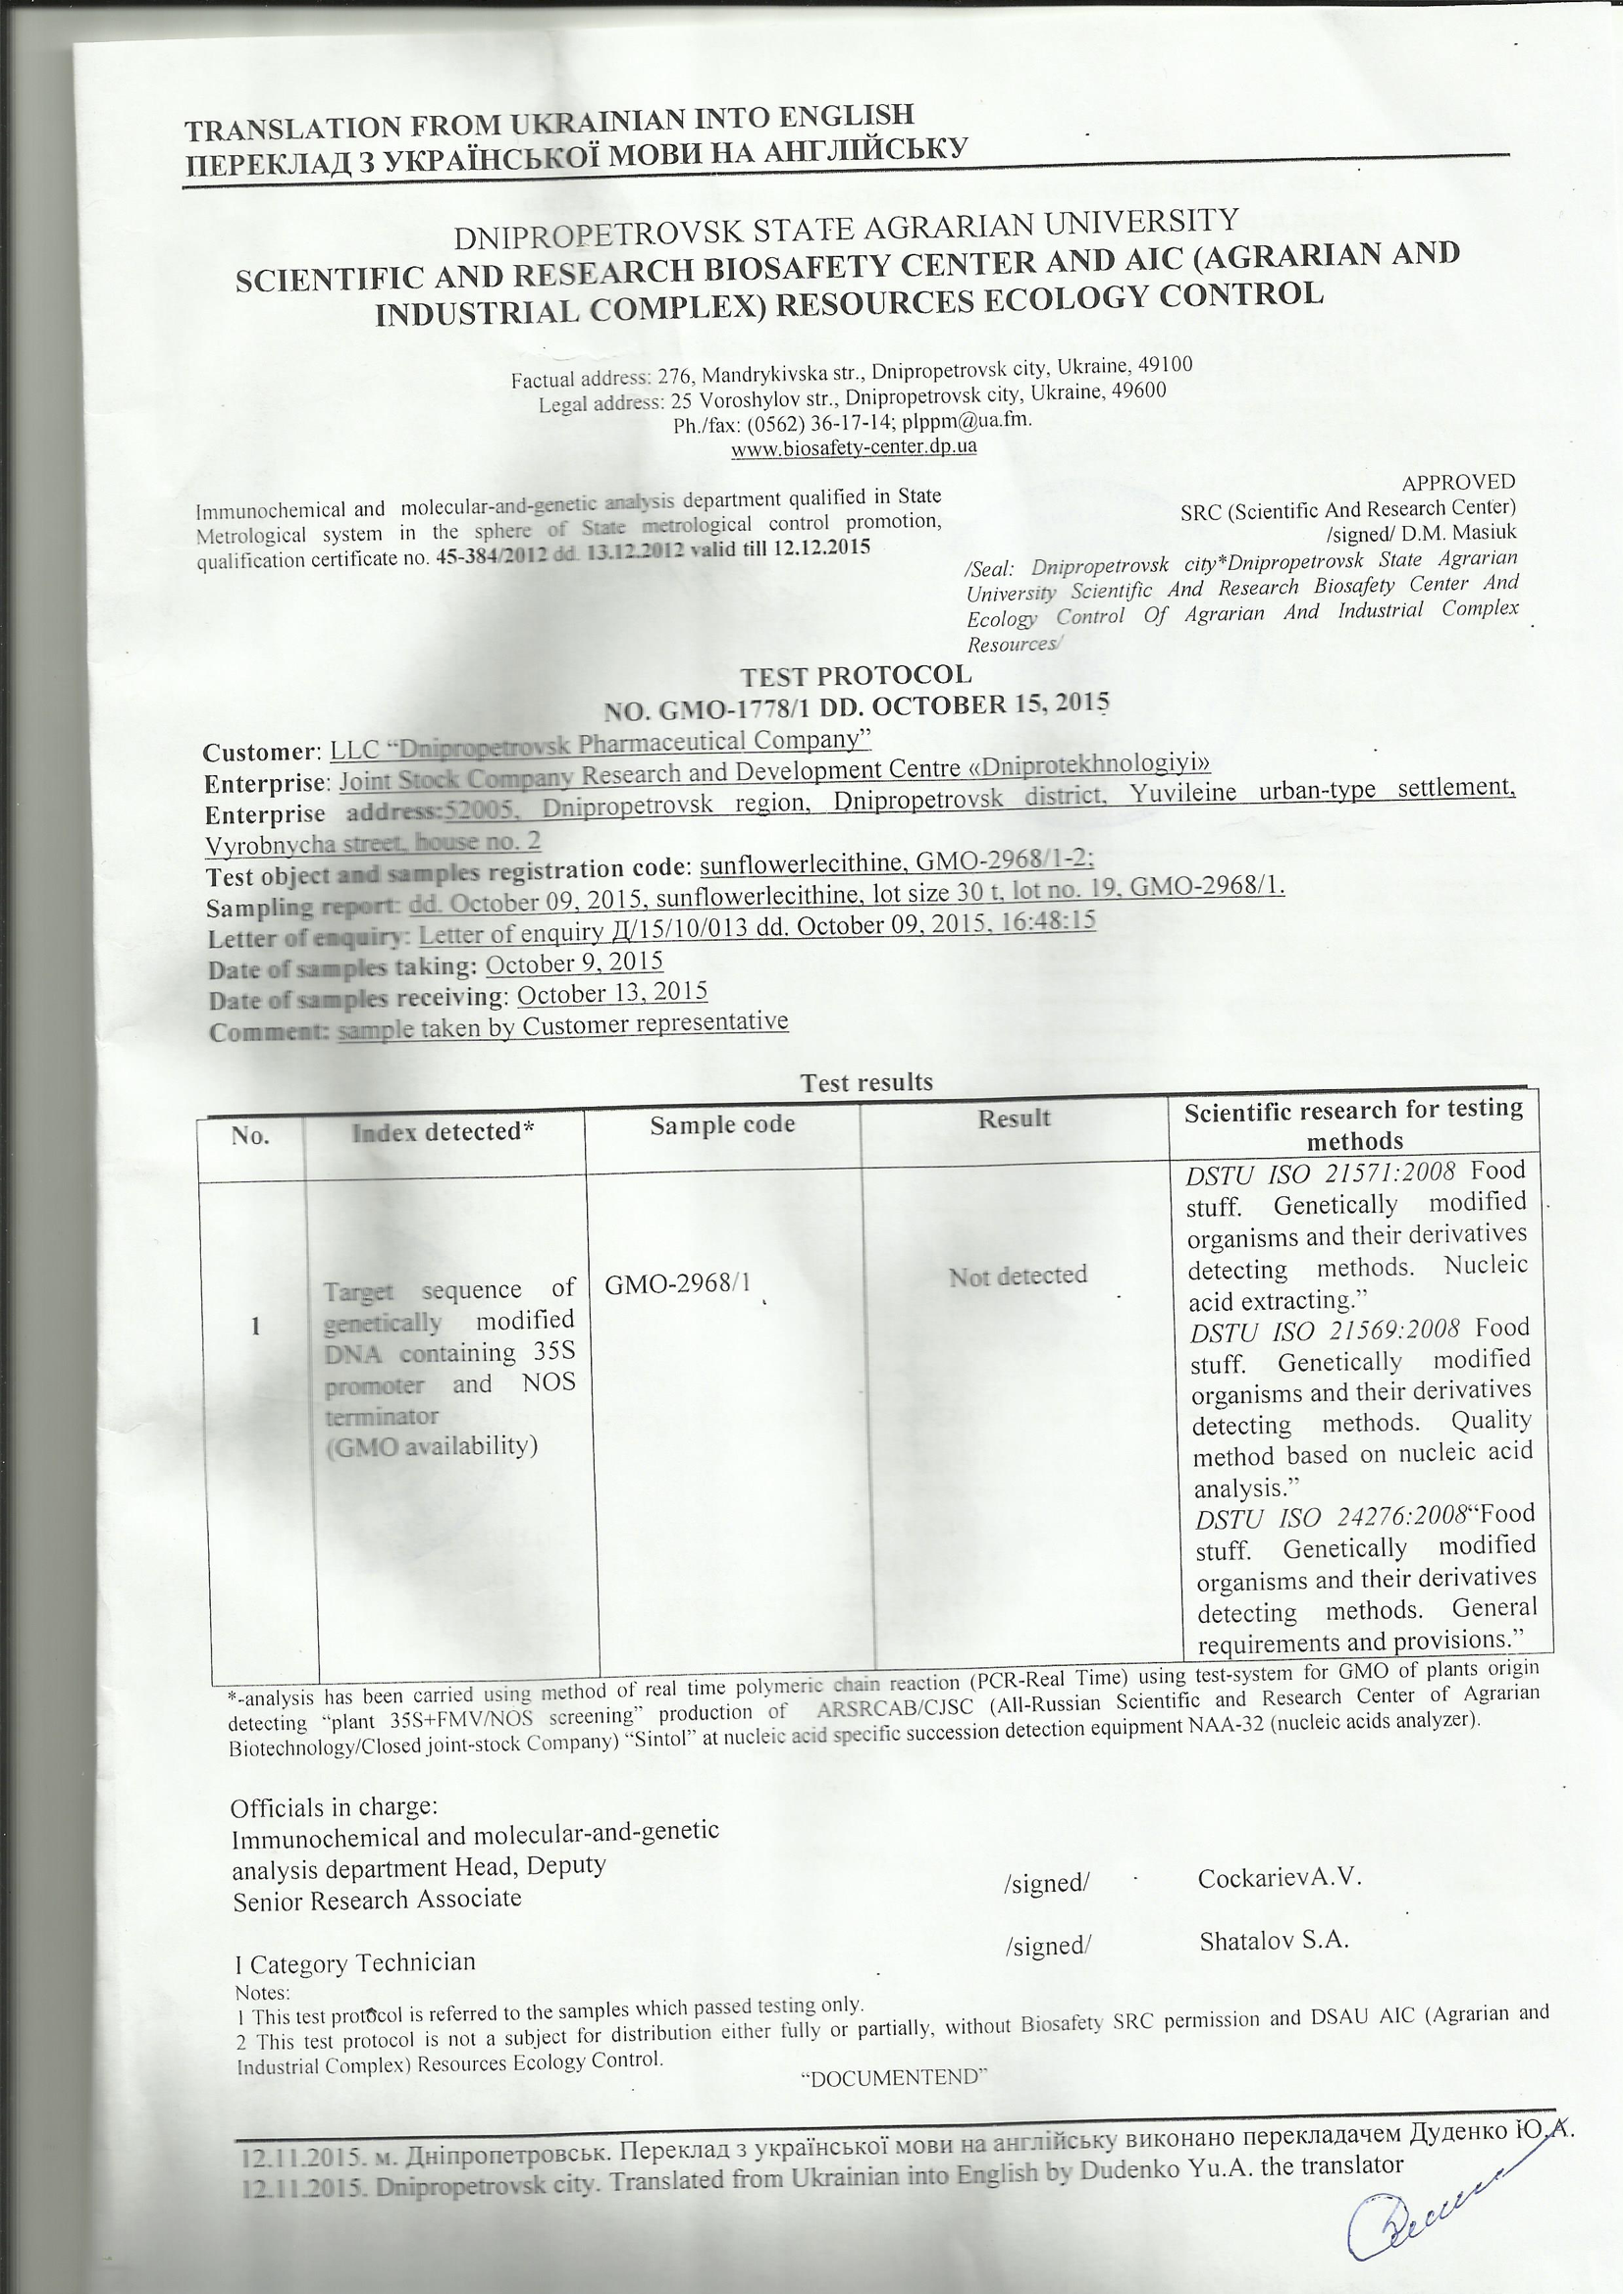 TRANSLATION FROM UKRAINIAN INTO ENGLISH
ПЕРЕКЛАД З УКРАЇНСЬКОЇ МОВИ НА АНГЛІЙСЬКУ
DNIPROPETROVSK STATE AGRARIAN UNIVERSITY
SCIENTIFIC AND RESEARCH BIOSAFETY CENTER AND AIC (AGRARIAN AND
INDUSTRIAL COMPLEX) RESOURCES ECOLOGY CONTROL
Factual address: 276, Mandrykivska str., Dnipropetrovsk city, Ukraine, 49100
Legal address: 25 Voroshylov str., Dnipropetrovsk city, Ukraine, 49600
Ph./fax: (0562) 36-17-14; plppm@ua.fm.
www.biosafety-center.dp.ua
Immunochemical and molecular-and-genetic analysis department qualified in State
Metrological system in the sphere of State metrological control promotion,
qualification certificate no. 45-384/2012 dd. 13.12.2012 valid till 12.12.2015
APPROVED
SRC (Scientific And Research Center)
/signed/ D.M. Masiuk
/Seal: Dnipropetrovsk city*Dnipropetrovsk State Agrarian
University Scientific And Research Biosafety Center And
Ecology Control Of Agrarian And Industrial Complex
Resources/
TEST PROTOCOL
NO. GMO-1778/1 DD. OCTOBER 15, 2015
Customer: LLC “Dnipropetrovsk Pharmaceutical Company”
Enterprise: Joint Stock Company Research and Development Centre «Dniprotekhnologiyi»
Enterprise address:52005, Dnipropetrovsk region, Dnipropetrovsk district, Yuvileine urban-type settlement,
Vyrobnycha street, house no. 2
Test object and samples registration code: sunflowerlecithine, GMO-2968/1-2;
Sampling report: dd. October 09, 2015, sunflowerlecithine, lot size 30 t, lot no. 19, GMO-2968/1.
Letter of enquiry: Letter of enquiry Д/15/10/013 dd. October 09, 2015, 16:48:15
Date of samples taking: October 9, 2015
Date of samples receiving: October 13, 2015
Comment: sample taken by Customer representative
Test results
No.
Index detected*
Sample code
Result
Scientific research for testing
methods
1
Target sequence of
genetically modified
DNA containing 35S
promoter and NOS
terminator
(GMO availability)
GMO-2968/1
Not detected
DSTU ISO 21571:2008 Food
stuff. Genetically modified
organisms and their derivatives
detecting methods. Nucleic
acid extracting.”
DSTU ISO 21569:2008 Food
stuff. Genetically modified
organisms and their derivatives
detecting methods. Quality
method based on nucleic acid
analysis.”
DSTU ISO 24276:2008“Food
stuff. Genetically modified
organisms and their derivatives
detecting methods. General
requirements and provisions.”
*-analysis has been carried using method of real time polymeric chain reaction (PCR-Real Time) using test-system for GMO of plants origin
detecting “plant 35S+FMV/NOS screening” production of ARSRCAB/CJSC (All-Russian Scientific and Research Center of Agrarian
Biotechnology/Closed joint-stock Company) “Sintol” at nucleic acid specific succession detection equipment NAA-32 (nucleic acids analyzer).
Officials in charge:
Immunochemical and molecular-and-genetic
analysis department Head, Deputy
Senior Research Associate
/signed/ CockarievA.V.
I Category Technician
/signed/ Shatalov S.A.
Notes:
1 This test protocol is referred to the samples which passed testing only.
2 This test protocol is not a subject for distribution either fully or partially, without Biosafety SRC permission and DSAU AIC (Agrarian and
Industrial Complex) Resources Ecology Control.
“DOCUMENTEND”
12.11.2015. м. Дніпропетровськ. Переклад з української мови на англійську виконано перекладачем Дуденко Ю.А.
12.11.2015. Dnipropetrovsk city. Translated from Ukrainian into English by Dudenko Yu.A. the translator